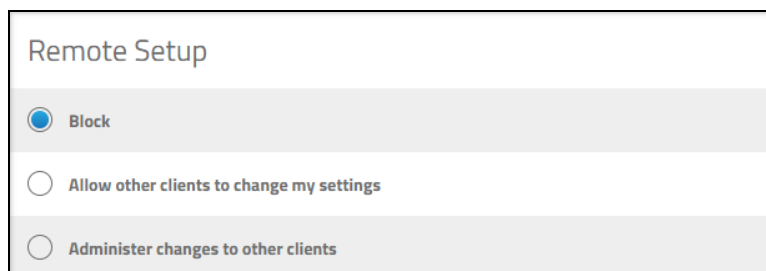 Remote Setup
Block
Allow other clients to change my settings
Administer changes to other clients